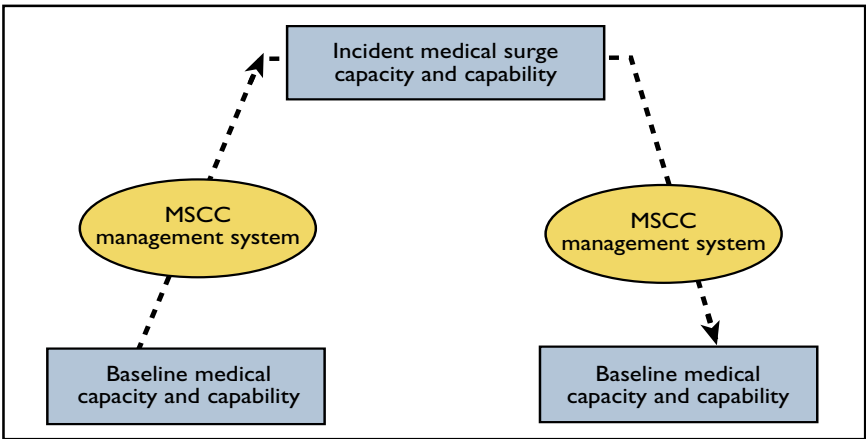 Incident medical surge
capacity and capability
MSCC
management system
MSCC
management system
Baseline medical
capacity and capability
Baseline medical
capacity and capability